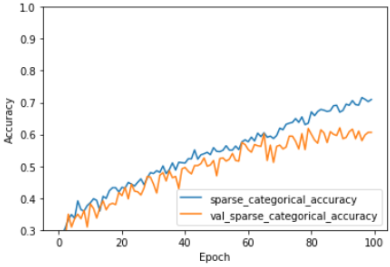 1.0
0.9
0.8
0.7
0.6
0.5
0.4
0.3
Accuracy
sparse_categorical_accuracy
val_sparse_categorical_accuracy
0 20 40 60 80 100
Epoch